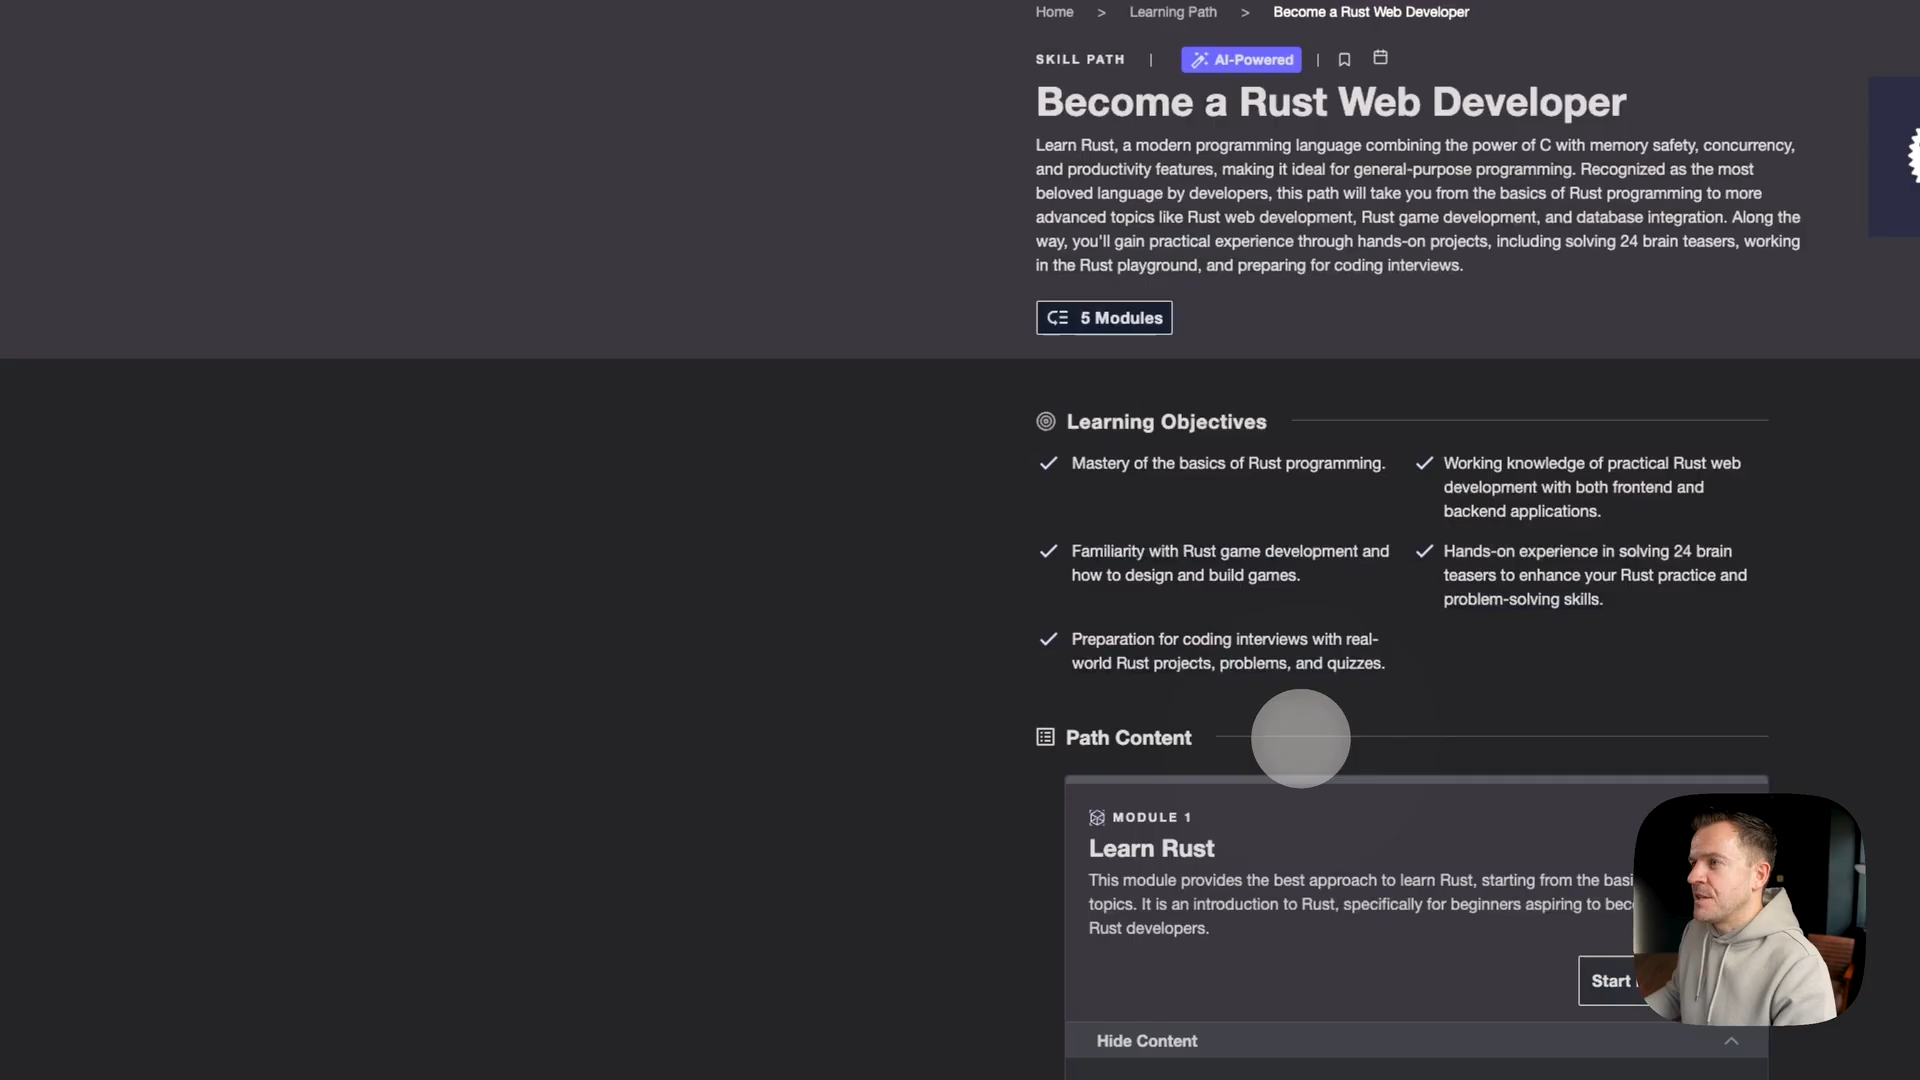 Home > Learning Path > Become a Rust Web Developer
SKILL PATH | AI-Powered |
Become a Rust Web Developer
Learn Rust, a modern programming language combining the power of C with memory safety, concurrency,
and productivity features, making it ideal for general-purpose programming. Recognized as the most
beloved language by developers, this path will take you from the basics of Rust programming to more
advanced topics like Rust web development, Rust game development, and database integration. Along the
way, you'll gain practical experience through hands-on projects, including solving 24 brain teasers, working
in the Rust playground, and preparing for coding interviews.
5 Modules
Learning Objectives
Mastery of the basics of Rust programming.
Working knowledge of practical Rust web
development with both frontend and
backend applications.
Familiarity with Rust game development and
how to design and build games.
Hands-on experience in solving 24 brain
teasers to enhance your Rust practice and
problem-solving skills.
Preparation for coding interviews with real-
world Rust projects, problems, and quizzes.
Path Content
MODULE 1
Learn Rust
This module provides the best approach to learn Rust, starting from the
topics. It is an introduction to Rust, specifically for beginners aspiring to
Rust developers.
Start
Hide Content